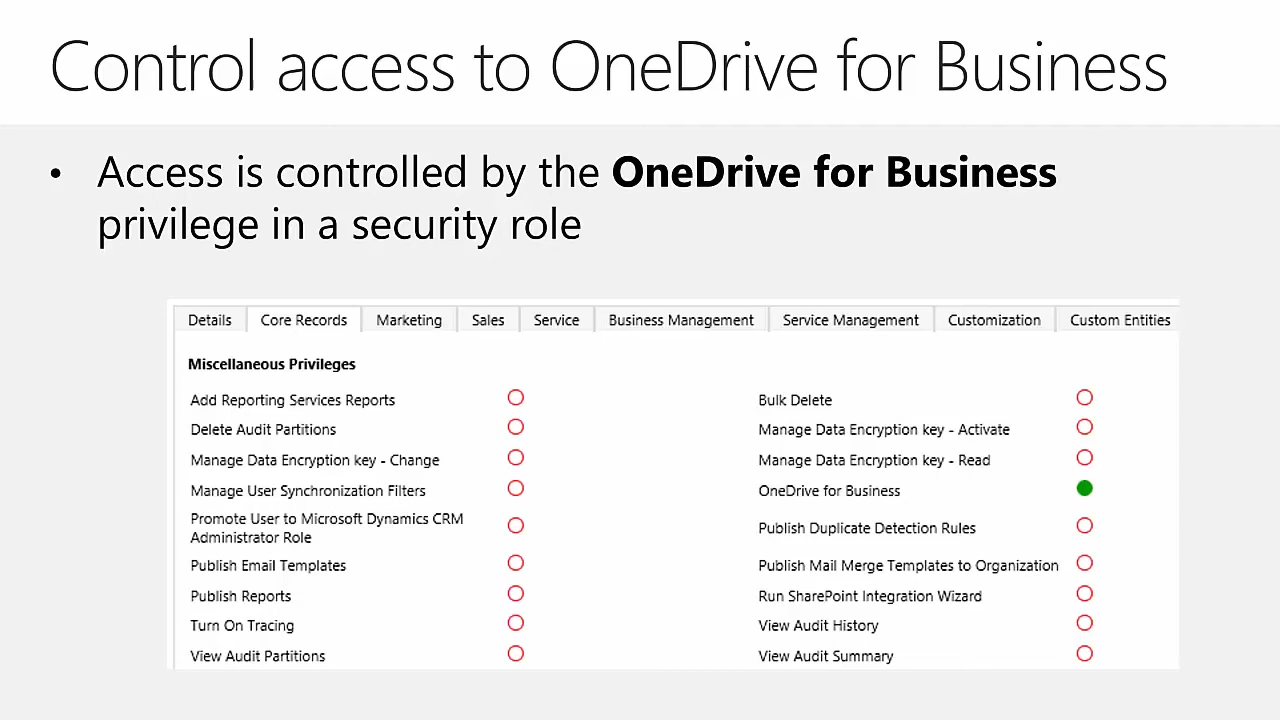 Control access to OneDrive for Business
• Access is controlled by the OneDrive for Business
privilege in a security role
Details Core Records Marketing Sales Service Business Management Service Management Customization Custom Entities
Miscellaneous Privileges
Add Reporting Services Reports Bulk Delete
Delete Audit Partitions Manage Data Encryption key - Activate
Manage Data Encryption key - Change Manage Data Encryption key - Read
Manage User Synchronization Filters OneDrive for Business
Promote User to Microsoft Dynamics CRM
Administrator Role Publish Duplicate Detection Rules
Publish Email Templates Publish Mail Merge Templates to Organization
Publish Reports Run SharePoint Integration Wizard
Turn On Tracing View Audit History
View Audit Partitions View Audit Summary